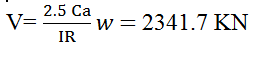 V= 2.5 Ca / IR w = 2341.7 KN